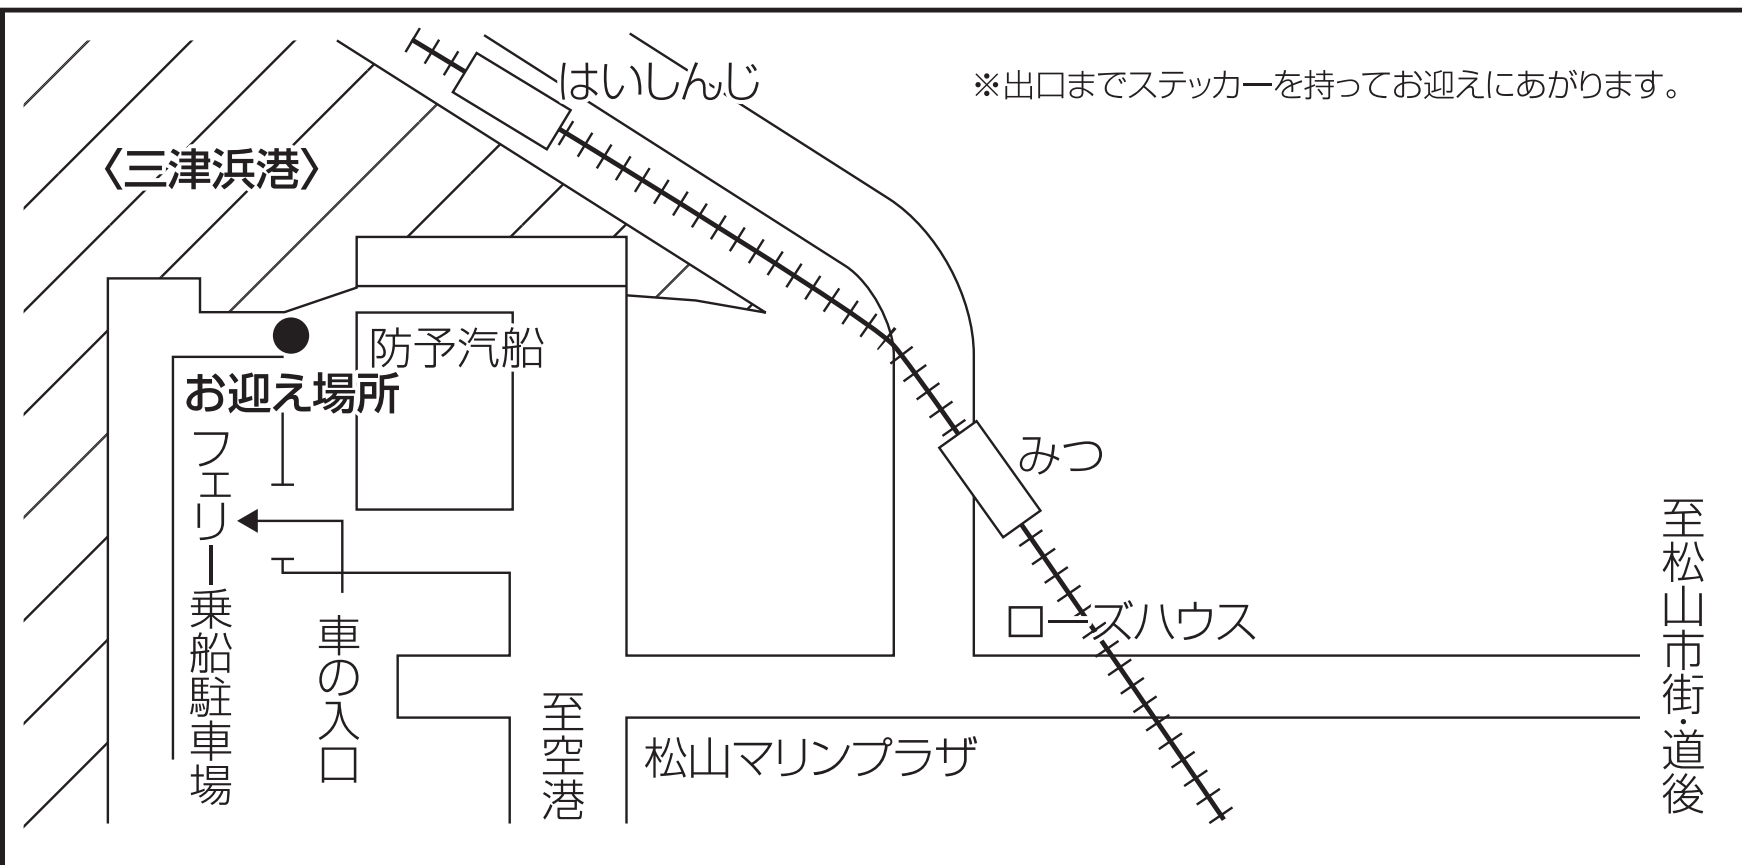 はいしんじ
※出口までステッカーを持ってお迎えにあがります。
〈三津浜港〉
防予汽船
お迎え場所
フェリー乗船駐車場
車の入口
みつ
ローズハウス
至空港
松山マリンプラザ
至松山市街・道後